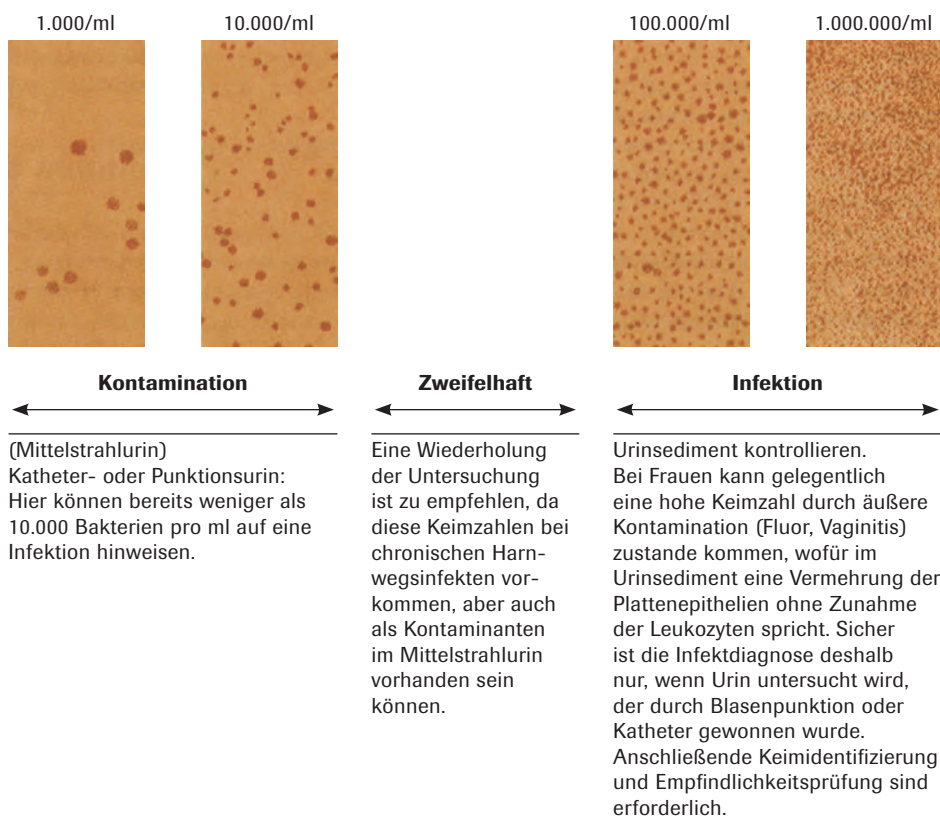 1.000/ml
10.000/ml
100.000/ml
1.000.000/ml
Kontamination
(Mittelstrahlurin)
Katheter- oder Punktionsurin:
Hier können bereits weniger als
10.000 Bakterien pro ml auf eine
Infektion hinweisen.
Zweifelhaft
Eine Wiederholung
der Untersuchung
ist zu empfehlen, da
diese Keimzahlen bei
chronischen Harn-
wegsinfekten vor-
kommen, aber auch
als Kontaminanten
im Mittelstrahlurin
vorhanden sein
können.
Infektion
Urinsediment kontrollieren.
Bei Frauen kann gelegentlich
eine hohe Keimzahl durch äußere
Kontamination (Fluor, Vaginitis)
zustande kommen, wofür im
Urinsediment eine Vermehrung der
Plattenepithelien ohne Zunahme
der Leukozyten spricht. Sicher
ist die Infektdiagnose deshalb
nur, wenn Urin untersucht wird,
der durch Blasenpunktion oder
Katheter gewonnen wurde.
Anschließende Keimidentifizierung
und Empfindlichkeitsprüfung sind
erforderlich.